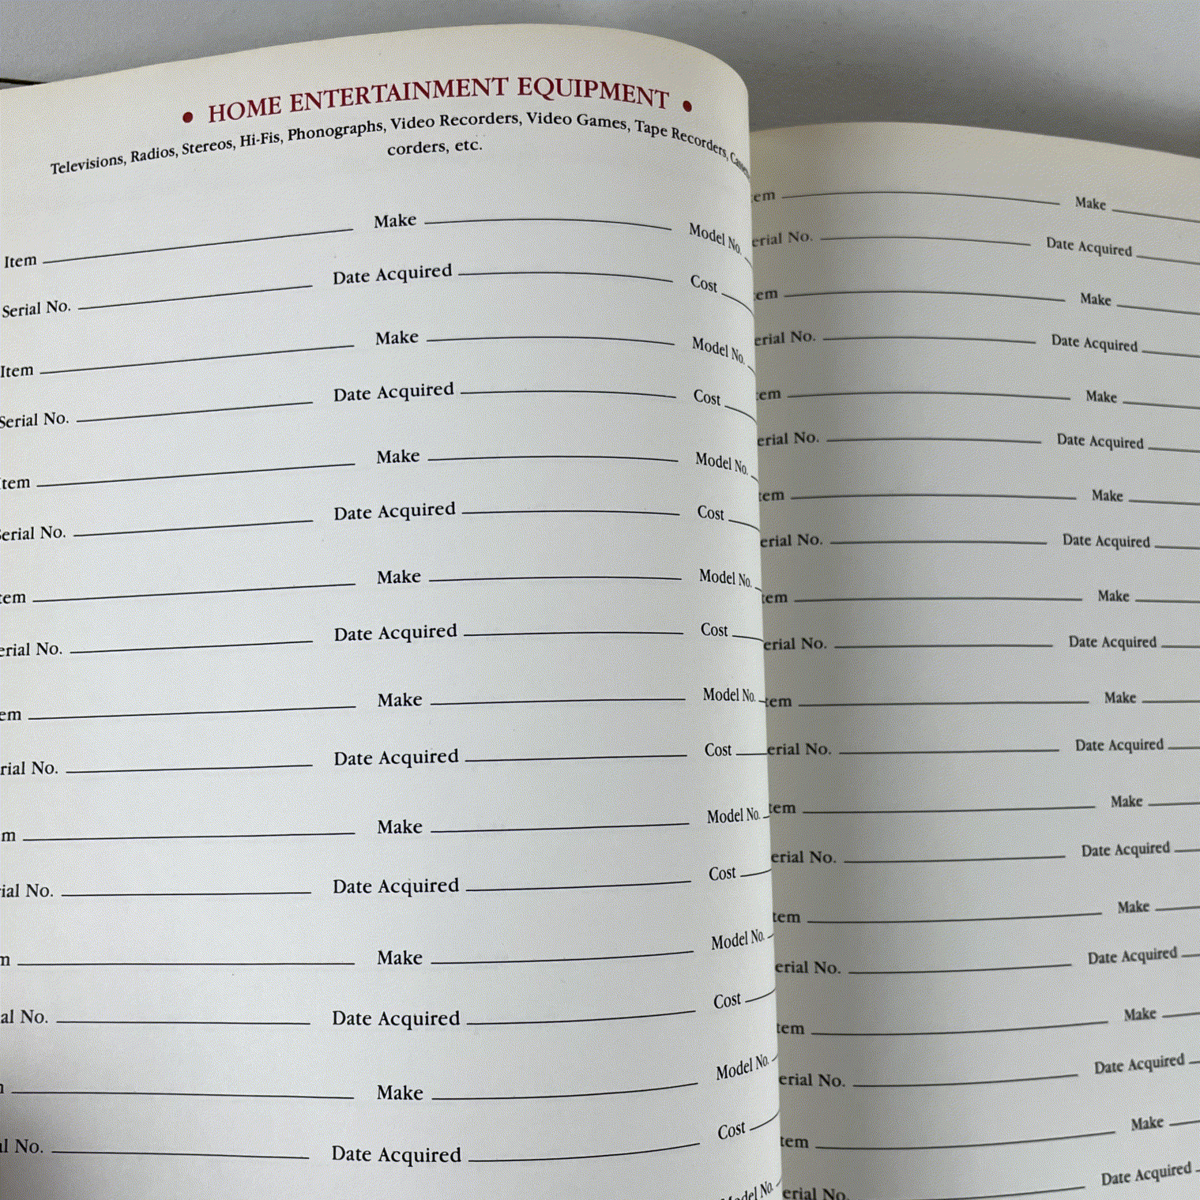 • HOME ENTERTAINMENT EQUIPMENT •
Televisions, Radios, Stereos, Hi-Fis, Phonographs, Video Recorders, Video Games, Tape Recorders,
corders, etc.
Item Make Model No.
Serial No. Date Acquired Cost
Item Make Model No.
Serial No. Date Acquired Cost
tem Make Model No.
Serial No. Date Acquired Cost
tem Make Model No.
erial No. Date Acquired Cost
em Make Model No.
rial No. Date Acquired Cost
m Make Model No.
ial No. Date Acquired Cost
m Make Model No.
al No. Date Acquired Cost
Make Model No.
l No. Date Acquired Cost
Model No.
em Make
erial No. Date Acquired
em Make
erial No. Date Acquired
em Make
erial No. Date Acquired
tem Make
erial No. Date Acquired
tem Make
erial No. Date Acquired
tem Make
erial No. Date Acquired
tem Make
erial No. Date Acquired
tem Make
erial No. Date Acquired
tem Make
erial No. Date Acquired
tem Make
erial No. Date Acquired